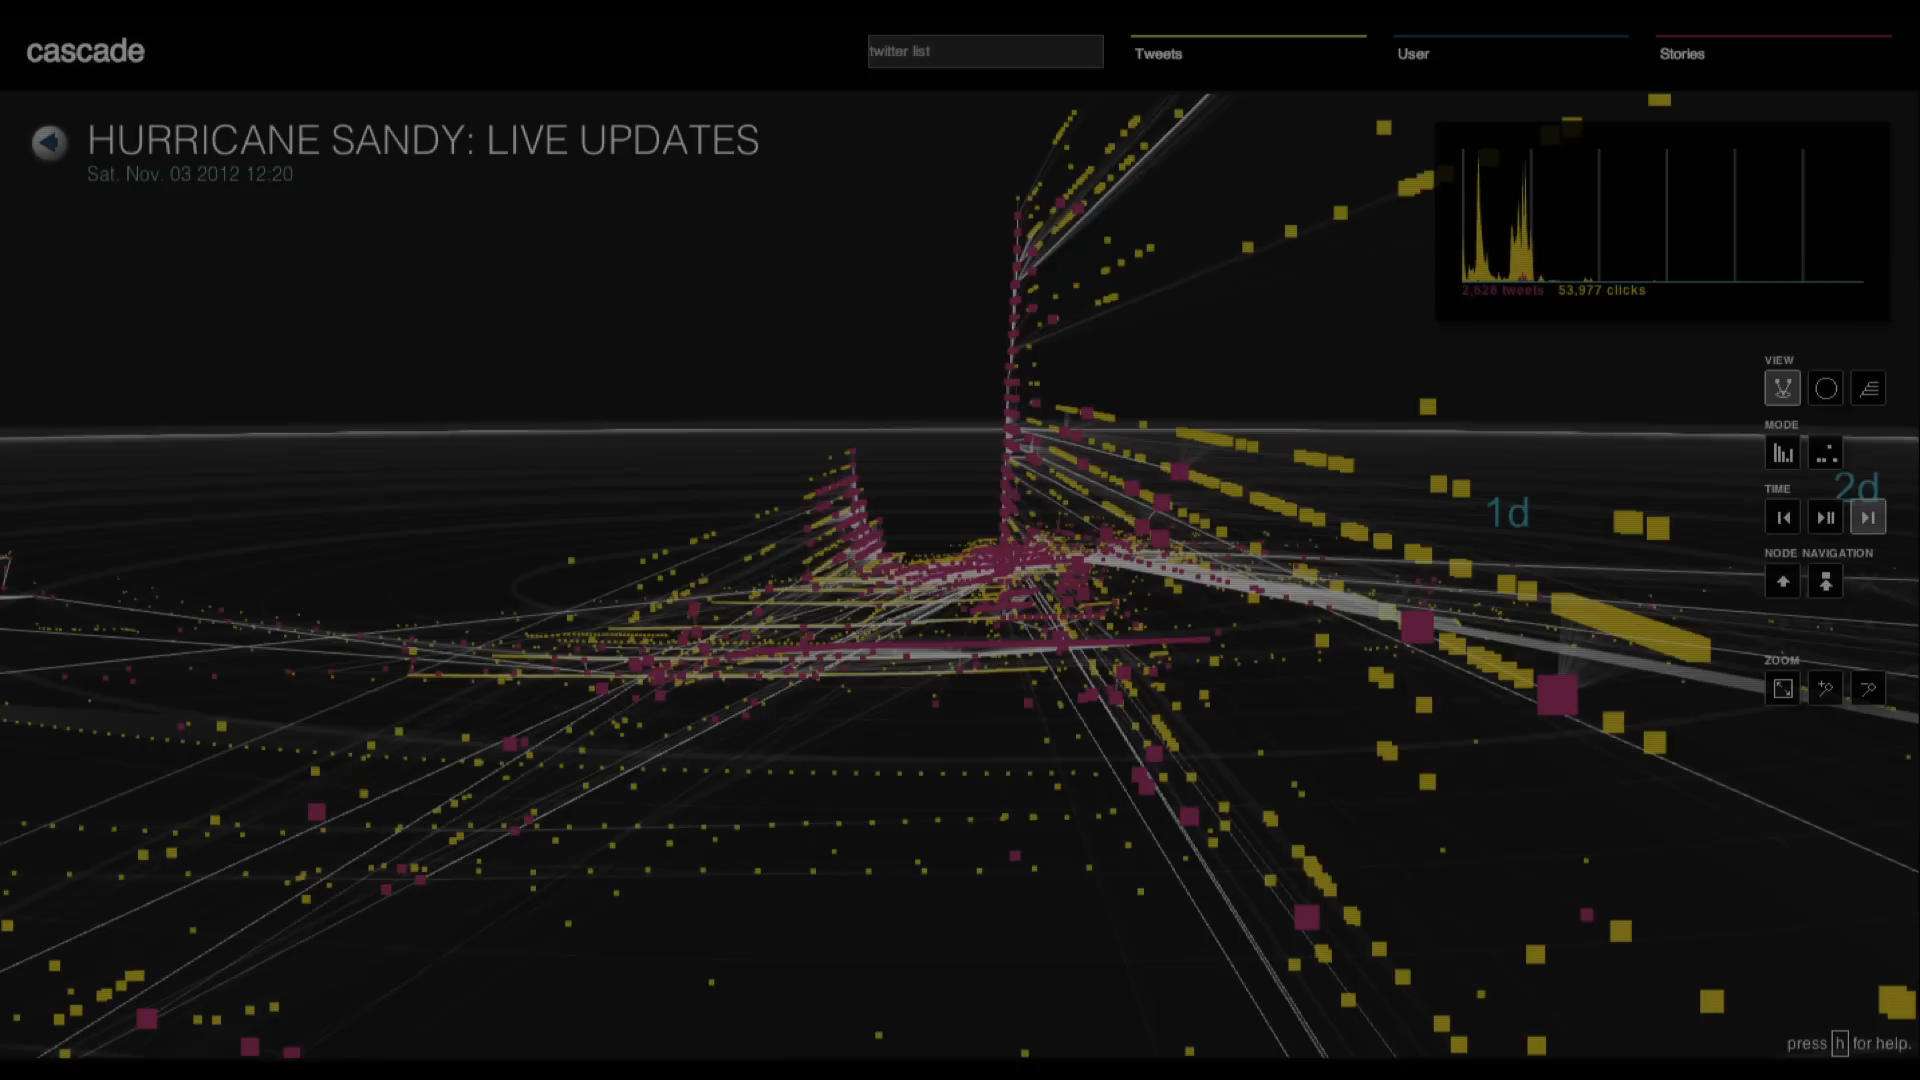 cascade
twitter list
Tweets
User
Stories
HURRICANE SANDY: LIVE UPDATES
Sat. Nov. 03 2012 12:20
2,628 tweets 53,977 clicks
VIEW
MODE
TIME
NODE NAVIGATION
ZOOM
1d
2d
press h for help.